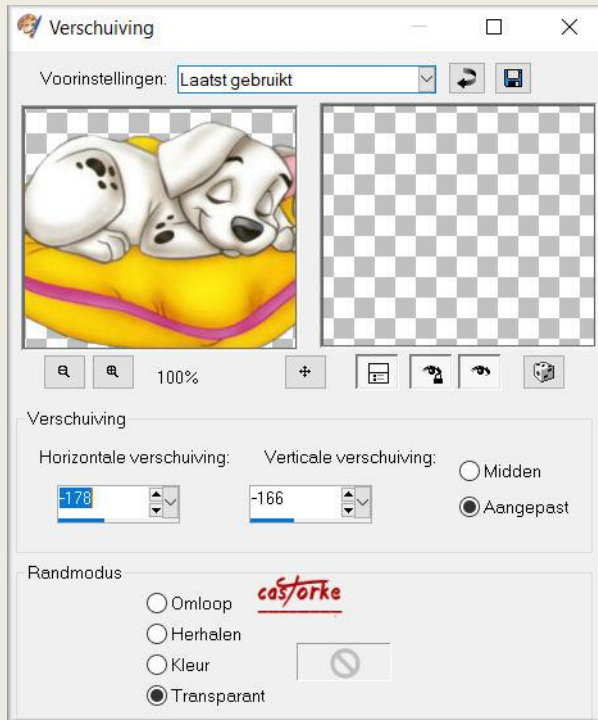 Verschuiving
Voorinstellingen: Laatst gebruikt
100%
Verschuiving
Horizontale verschuiving: Verticale verschuiving:
Midden
-178 -166
Aangepast
Randmodus
castorke
Omloop
Herhalen
Kleur
Transparant